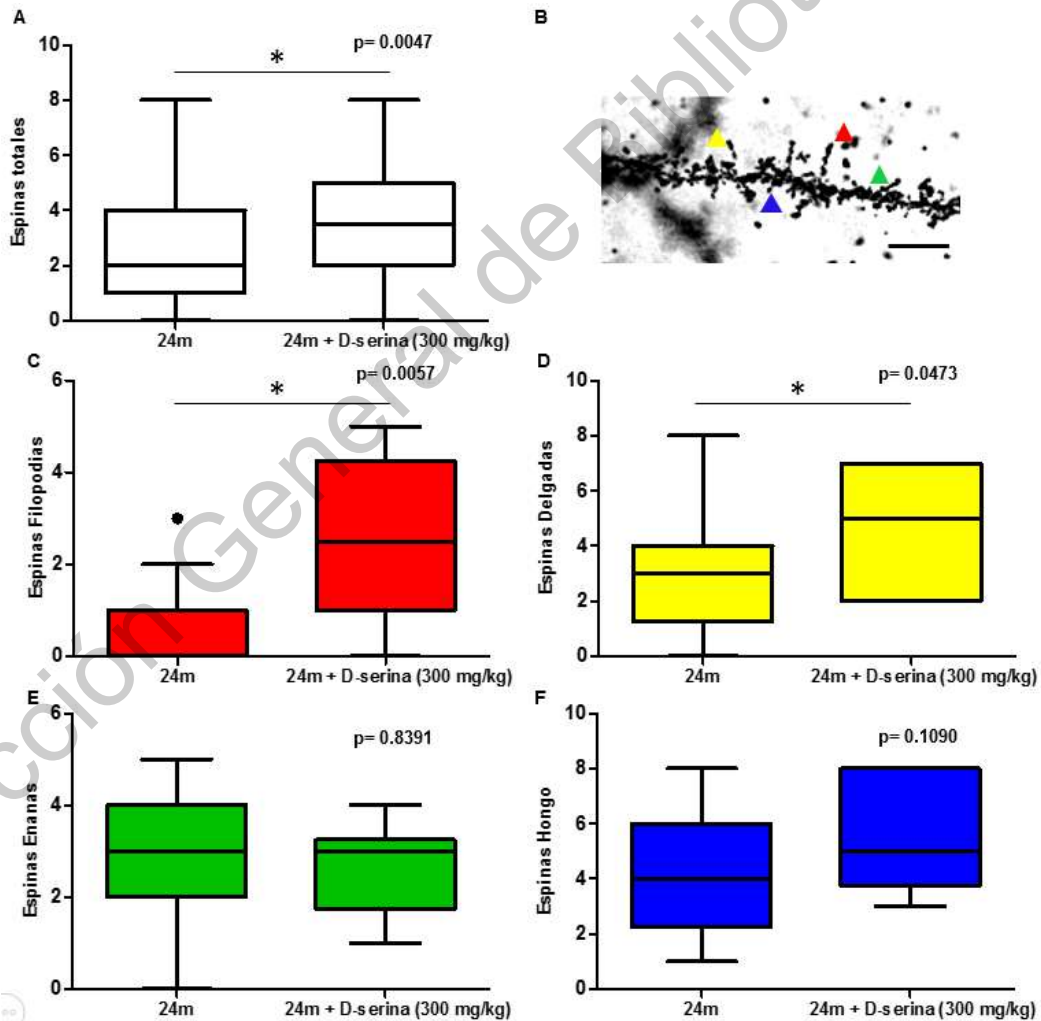 A
p= 0.0047
*
Espinas totales
10
8
6
4
2
0
24m
24m + D-serina (300 mg/kg)
B
C
p= 0.0057
*
Espinas Filopodias
6
4
2
0
24m
24m + D-serina (300 mg/kg)
D
p= 0.0473
*
Espinas Delgadas
10
8
6
4
2
0
24m
24m + D-serina (300 mg/kg)
E
p= 0.8391
Espinas Enanas
6
4
2
0
24m
24m + D-serina (300 mg/kg)
F
p= 0.1090
Espinas Hongo
10
8
6
4
2
0
24m
24m + D-serina (300 mg/kg)
cción General de Bibliot